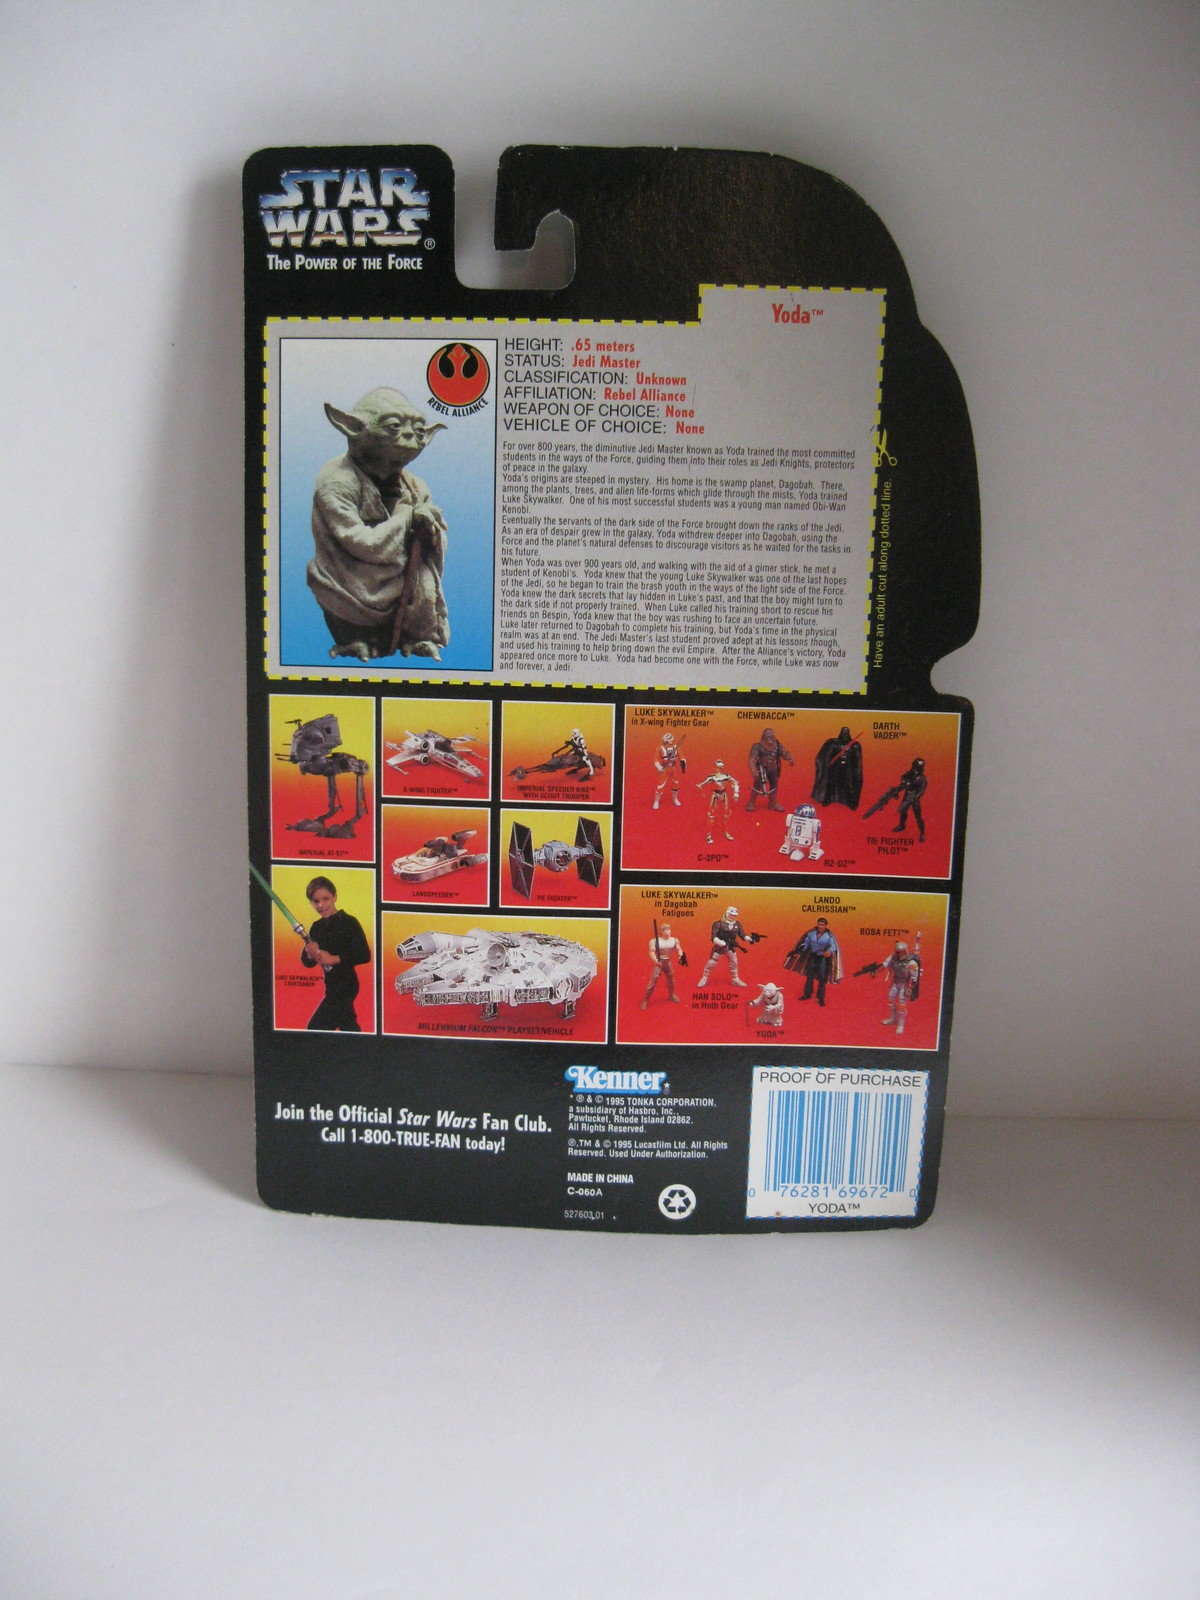 STAR
WARS®
The POWER OF THE FORCE
Yoda™
REBEL ALLIANCE
HEIGHT: .65 meters
STATUS: Jedi Master
CLASSIFICATION: Unknown
AFFILIATION: Rebel Alliance
WEAPON OF CHOICE: None
VEHICLE OF CHOICE: None
For over 800 years, the diminutive Jedi Master known as Yoda trained the most committed
students in the ways of the Force, guiding them into their roles as Jedi Knights, protectors
of peace in the galaxy.
Yoda's origins are steeped in mystery. His home is the swamp planet, Dagobah. There,
among the plants, trees, and alien life-forms which glide through the mists, Yoda trained
Luke Skywalker. One of his most successful students was a young man named Obi-Wan
Kenobi.
Eventually the servants of the dark side of the Force brought down the ranks of the Jedi.
As an era of despair grew in the galaxy, Yoda withdrew deeper into Dagobah, using the
Force and the planet's natural defenses to discourage visitors as he waited for the tasks in
his future.
When Yoda was over 900 years old, and walking with the aid of a gimer stick, he met a
student of Kenobi's. Yoda knew that the young Luke Skywalker was one of the last hopes
of the Jedi, so he began to train the brash youth in the ways of the light side of the Force.
Yoda knew the dark secrets that lay hidden in Luke's past, and that the boy might turn to
the dark side if not properly trained. When Luke called his training short to rescue his
friends on Bespin, Yoda knew that the boy was rushing to face an uncertain future.
Luke later returned to Dagobah to complete his training, but Yoda's time in the physical
realm was at an end. The Jedi Master's last student proved adept at his lessons though,
and used his training to help bring down the evil Empire. After the Alliance's victory, Yoda
appeared once more to Luke. Yoda had become one with the Force, while Luke was now
and forever, a Jedi.
Have an adult cut along dotted line.
IMPERIAL AT-ST™
X-WING FIGHTER™
IMPERIAL SPEEDER BIKE™
WITH SCOUT TROOPER
LANDSPEEDER™
TIE FIGHTER™
LUKE SKYWALKER™
LIGHTSABER
MILLENNIUM FALCON™ PLAYSET/VEHICLE
LUKE SKYWALKER™
in X-wing Fighter Gear
CHEWBACCA™
DARTH
VADER™
C-3PO™
R2-D2™
TIE FIGHTER
PILOT™
LUKE SKYWALKER™
in Dagobah
Fatigues
LANDO
CALRISSIAN™
BOBA FETT™
HAN SOLO™
in Hoth Gear
YODA™
Join the Official Star Wars Fan Club.
Call 1-800-TRUE-FAN today!
Kenner®
* ® & © 1995 TONKA CORPORATION,
a subsidiary of Hasbro, Inc.,
Pawtucket, Rhode Island 02862.
All Rights Reserved.
®,TM & © 1995 Lucasfilm Ltd. All Rights
Reserved. Used Under Authorization.
MADE IN CHINA
C-060A
527603.01
PROOF OF PURCHASE
0 76281 69672 0
YODA™